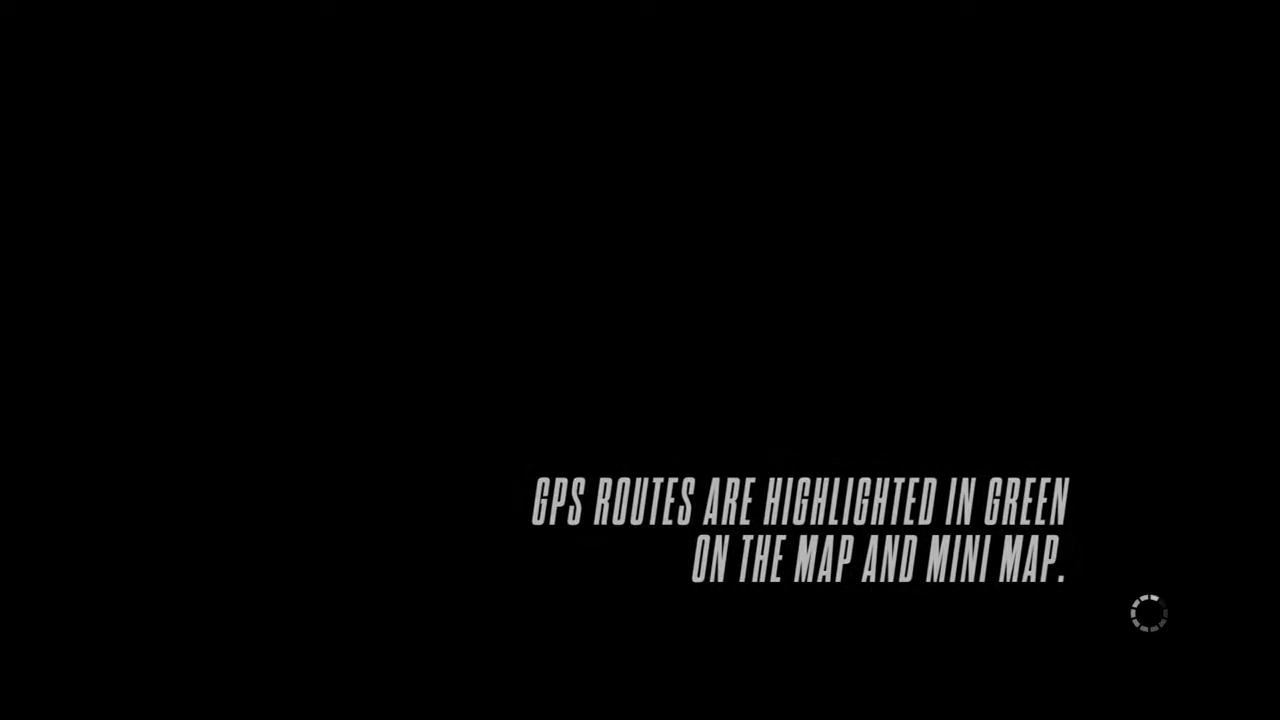 GPS ROUTES ARE HIGHLIGHTED IN GREEN
ON THE MAP AND MINI MAP.